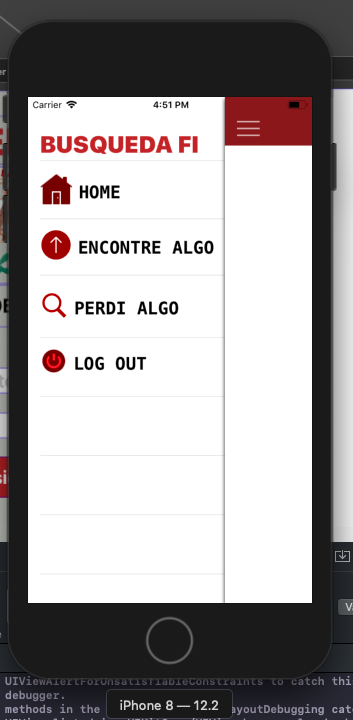 Carrier 4:51 PM
BUSQUEDA FI
HOME
ENCONTRE ALGO
PERDI ALGO
LOG OUT
UIViewAlertForUnsatisfiableConstraints to catch thi
debugger.
methods in the
ayoutDebugging cat
iPhone 8 — 12.2